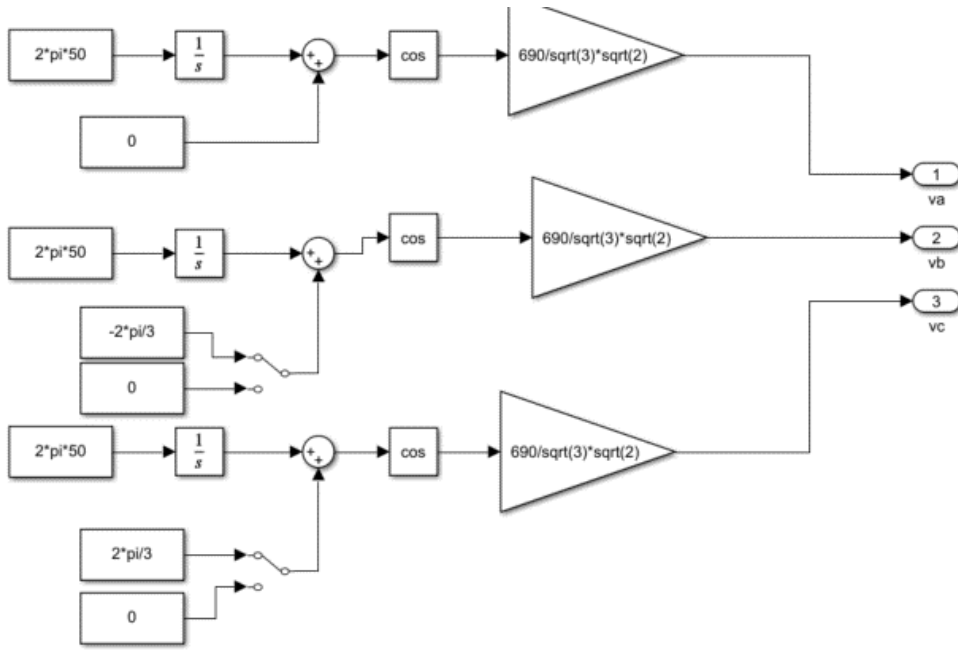 2*pi*50
1
s
+
+
cos
690/sqrt(3)*sqrt(2)
0
1
va
2*pi*50
1
s
+
+
cos
690/sqrt(3)*sqrt(2)
2
vb
-2*pi/3
0
3
vc
2*pi*50
1
s
+
+
cos
690/sqrt(3)*sqrt(2)
2*pi/3
0